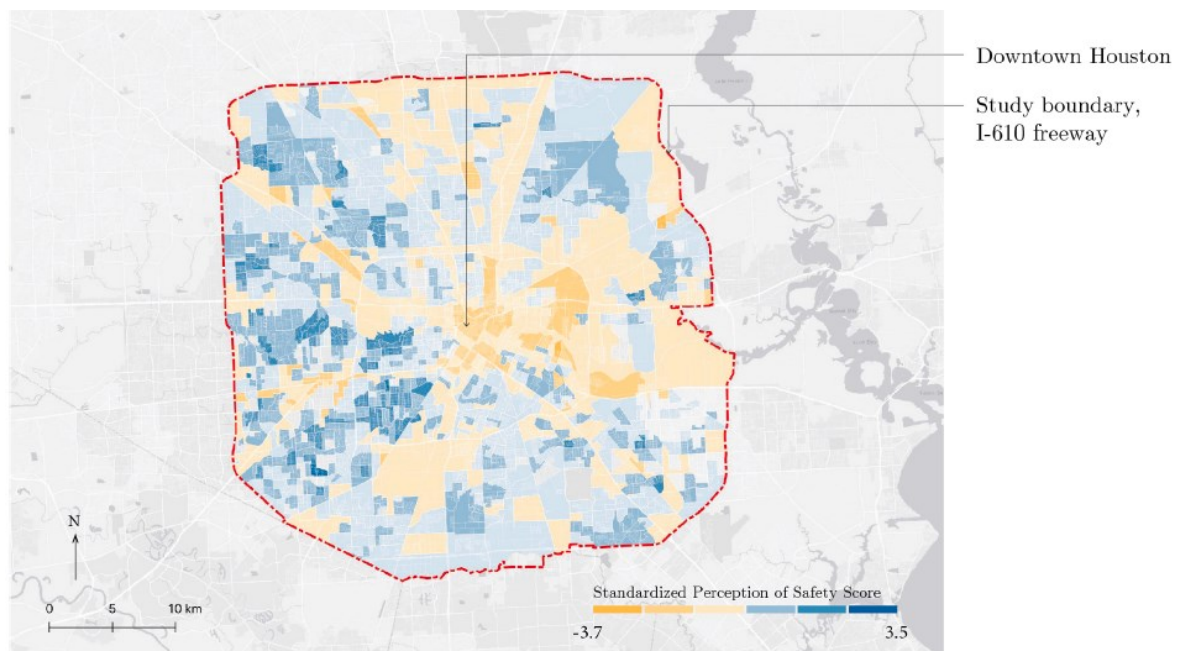 Downtown Houston
Study boundary,
I-610 freeway
N
0 5 10 km
Standardized Perception of Safety Score
-3.7 3.5